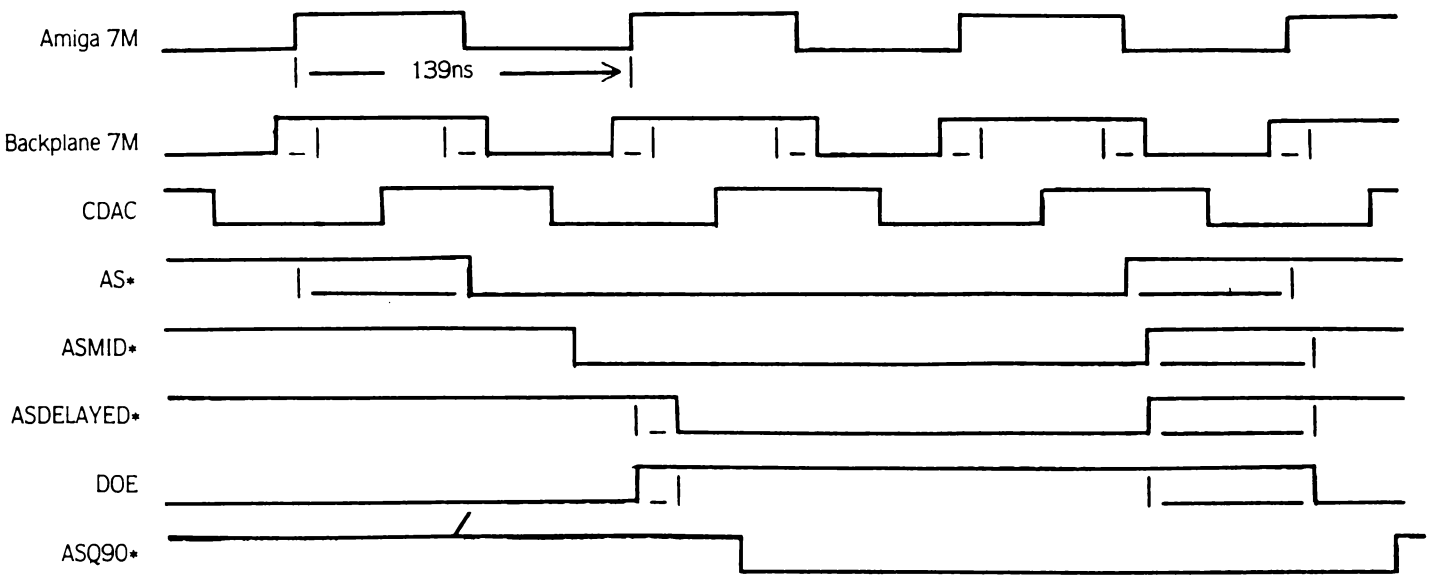 Amiga 7M
139ns
Backplane 7M
CDAC
AS*
ASMID*
ASDELAYED*
DOE
ASQ90*